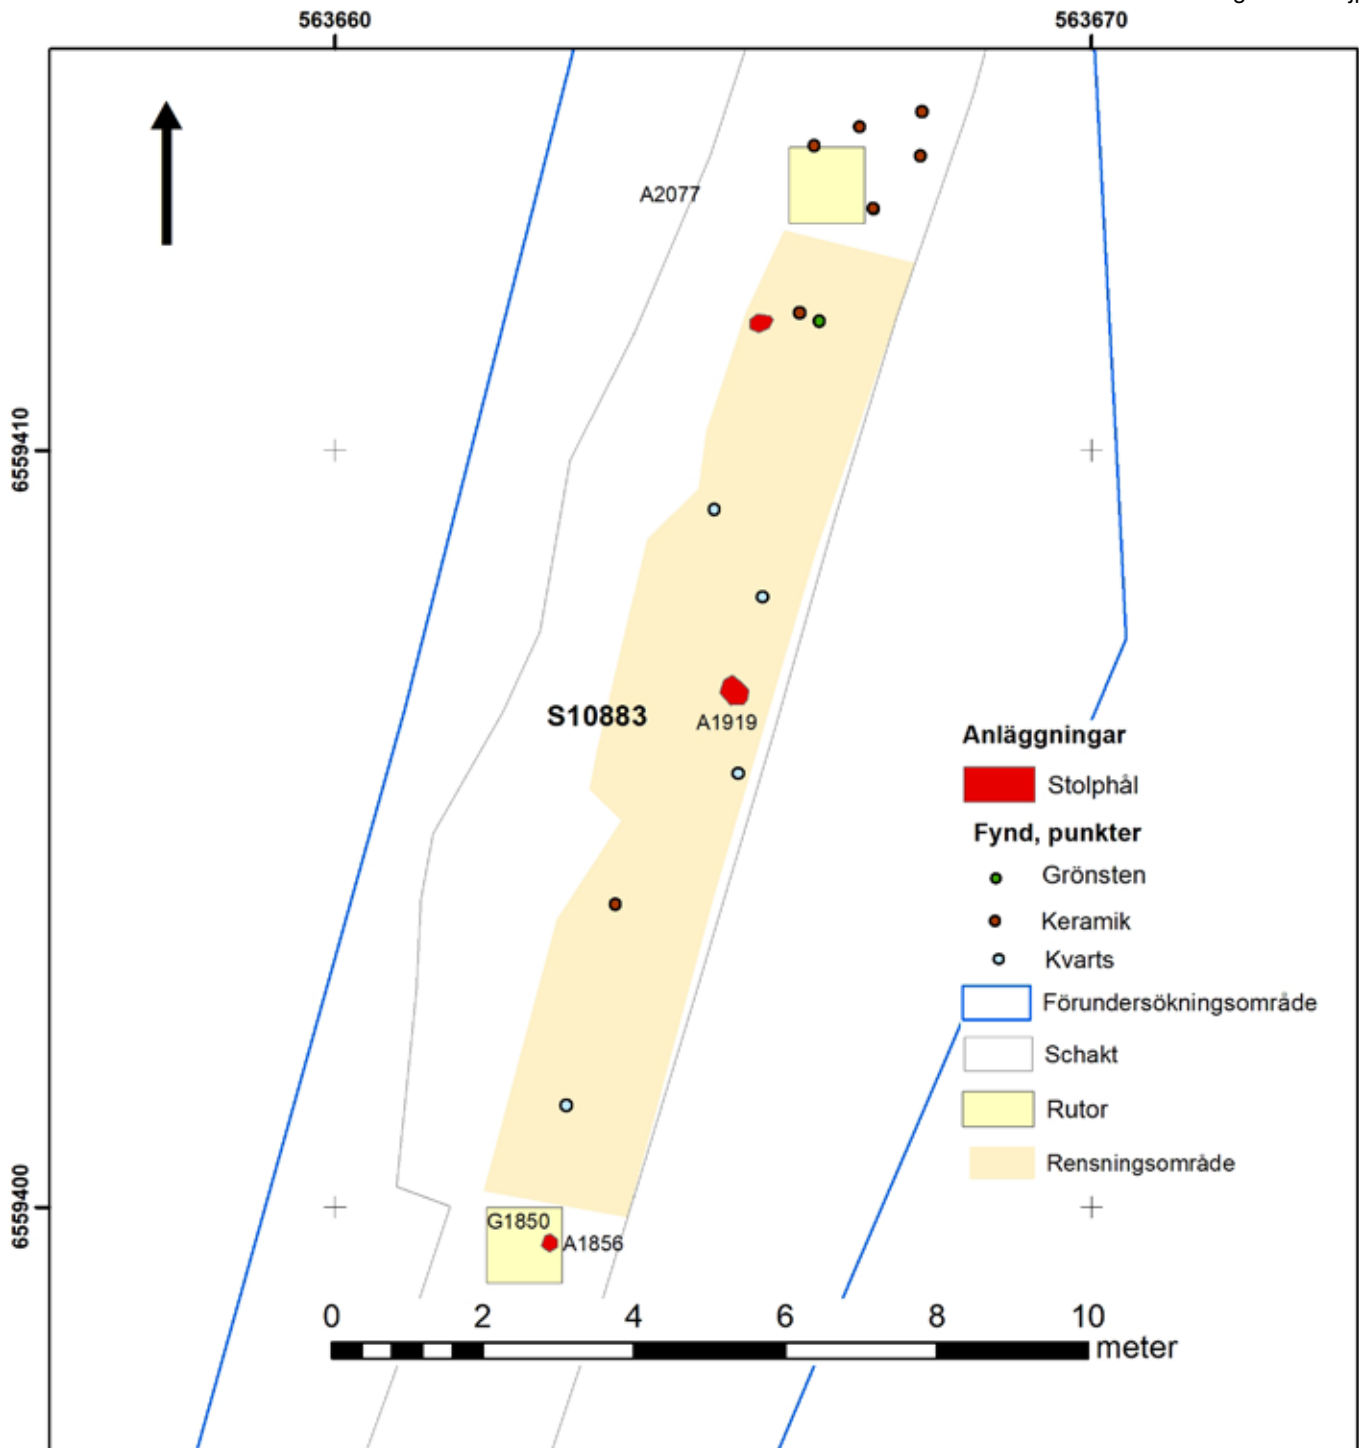 563660
563670
A2077
6559410
S10883
A1919
Anläggningar
Stolphål
Fynd, punkter
Grönsten
Keramik
Kvarts
Förundersökningsområde
Schakt
Rutor
Rensningsområde
6559400
G1850
A1856
0 2 4 6 8 10
meter